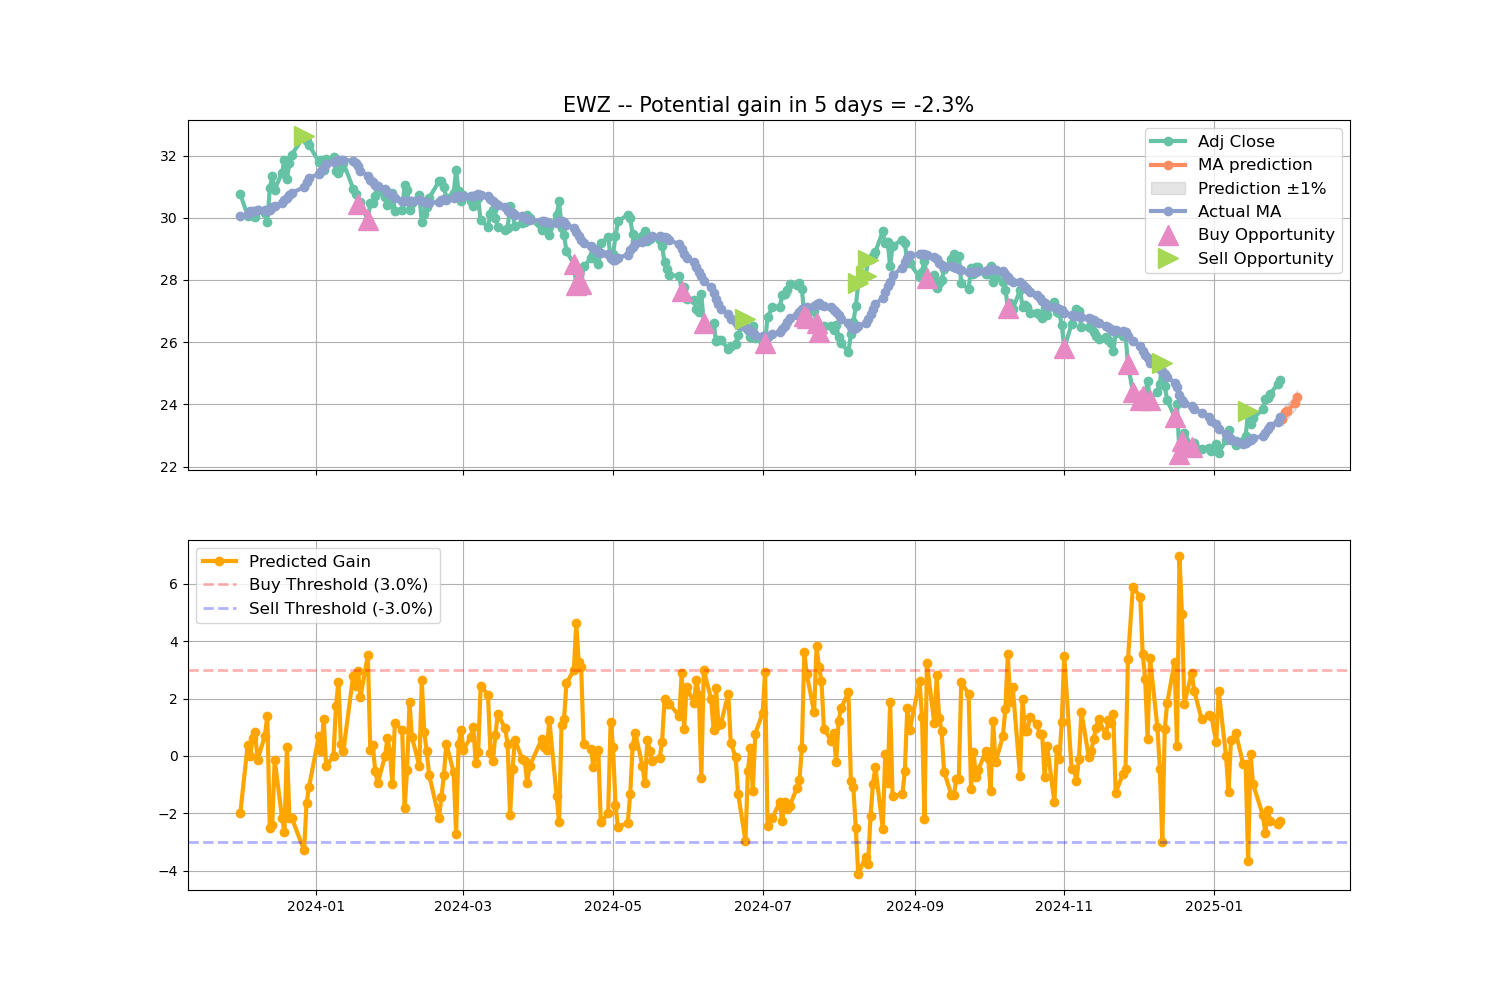 EWZ -- Potential gain in 5 days = -2.3%
32
30
28
26
24
22
Adj Close
MA prediction
Prediction ±1%
Actual MA
Buy Opportunity
Sell Opportunity
6
4
2
0
−2
−4
Predicted Gain
Buy Threshold (3.0%)
Sell Threshold (-3.0%)
2024-01 2024-03 2024-05 2024-07 2024-09 2024-11 2025-01